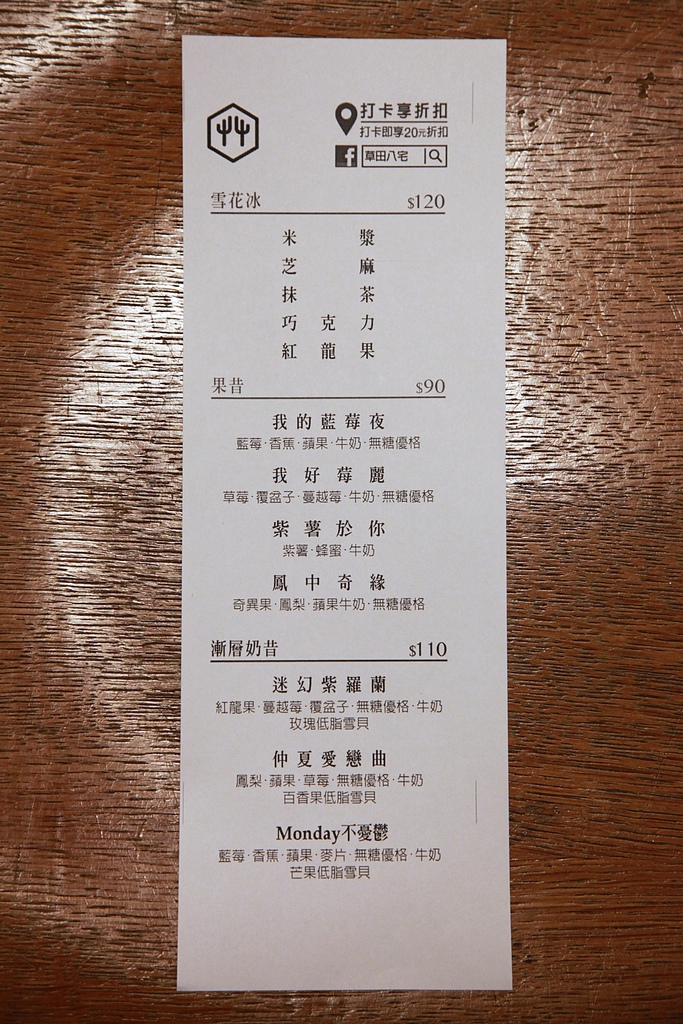 打卡享折扣
打卡即享20元折扣
草田八宅
雪花冰 $120
米漿
芝麻
抹茶
巧克力
紅龍果
果昔 $90
我的藍莓夜
藍莓·香蕉·蘋果·牛奶·無糖優格
我好莓麗
草莓·覆盆子·蔓越莓·牛奶·無糖優格
紫薯於你
紫薯·蜂蜜·牛奶
鳳中奇緣
奇異果·鳳梨·蘋果牛奶·無糖優格
漸層奶昔 $110
迷幻紫羅蘭
紅龍果·蔓越莓·覆盆子·無糖優格·牛奶
玫瑰低脂雪貝
仲夏愛戀曲
鳳梨·蘋果·草莓·無糖優格·牛奶
百香果低脂雪貝
Monday不憂鬱
藍莓·香蕉·蘋果·麥片·無糖優格·牛奶
芒果低脂雪貝